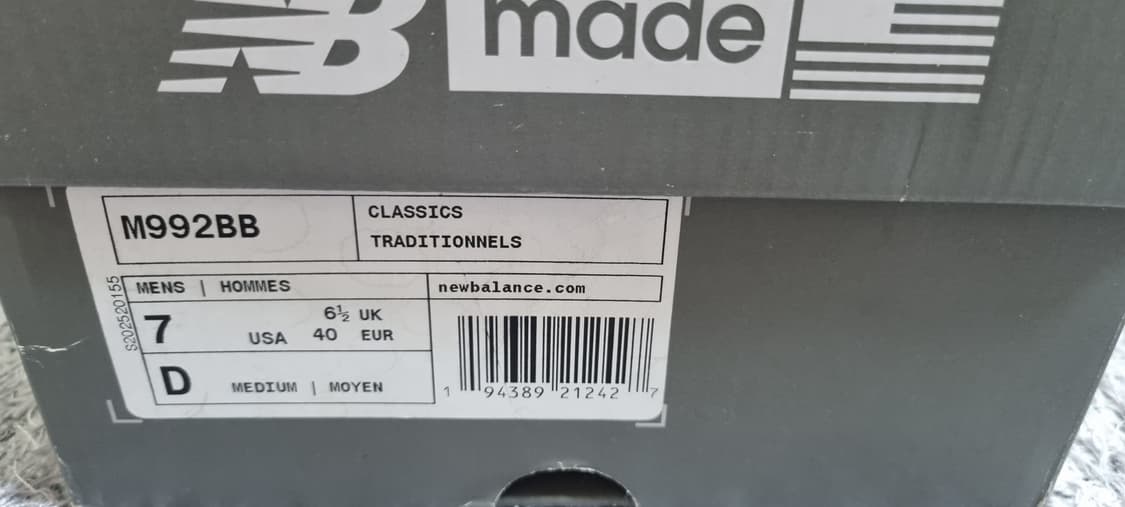 NB
made
M992BB
CLASSICS
TRADITIONNELS
MENS | HOMMES
newbalance.com
7 USA 6½ UK
40 EUR
D MEDIUM | MOYEN
S202520155
1 94389 21242 7